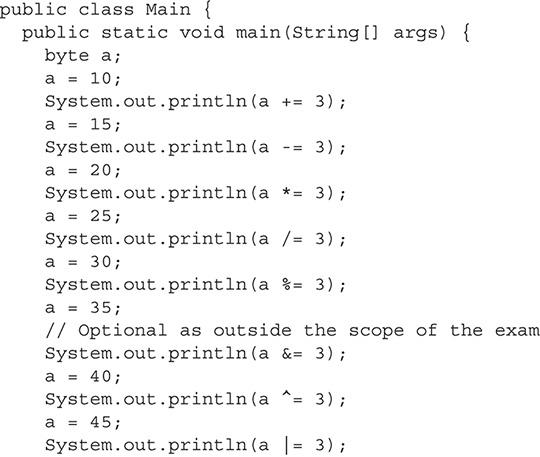 public class Main {
public static void main(String[] args) {
byte a;
a = 10;
System.out.println(a += 3);
a = 15;
System.out.println(a -= 3);
a = 20;
System.out.println(a *= 3);
a = 25;
System.out.println(a /= 3);
a = 30;
System.out.println(a %= 3);
a = 35;
// Optional as outside the scope of the exam
System.out.println(a &= 3);
a = 40;
System.out.println(a ^= 3);
a = 45;
System.out.println(a |= 3);